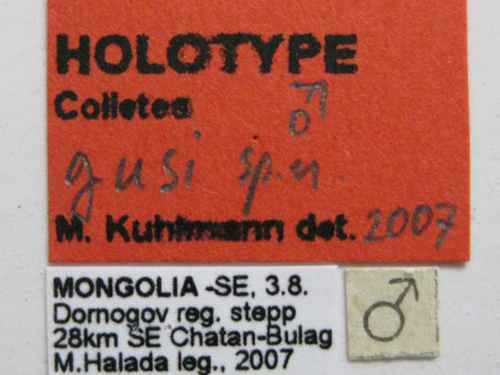 HOLOTYPE
Colletes ♂
gusi sp.n.
M. Kuhlmann det. 2007
MONGOLIA -SE, 3.8.
Dornogov reg. stepp
28km SE Chatan-Bulag
M.Halada leg., 2007
♂